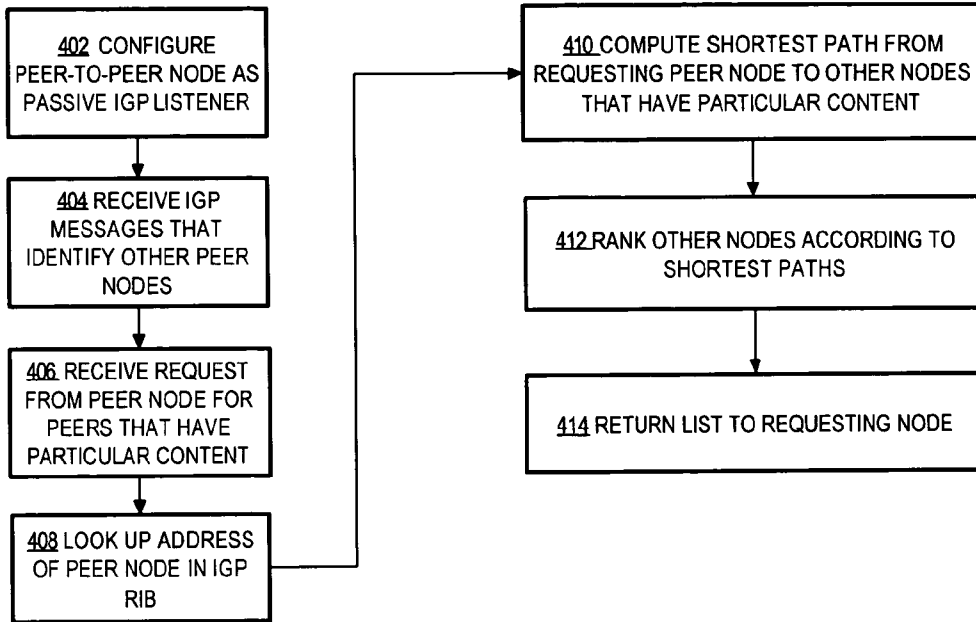 402 CONFIGURE
PEER-TO-PEER NODE AS
PASSIVE IGP LISTENER
404 RECEIVE IGP
MESSAGES THAT
IDENTIFY OTHER PEER
NODES
406 RECEIVE REQUEST
FROM PEER NODE FOR
PEERS THAT HAVE
PARTICULAR CONTENT
408 LOOK UP ADDRESS
OF PEER NODE IN IGP
RIB
410 COMPUTE SHORTEST PATH FROM
REQUESTING PEER NODE TO OTHER NODES
THAT HAVE PARTICULAR CONTENT
412 RANK OTHER NODES ACCORDING TO
SHORTEST PATHS
414 RETURN LIST TO REQUESTING NODE